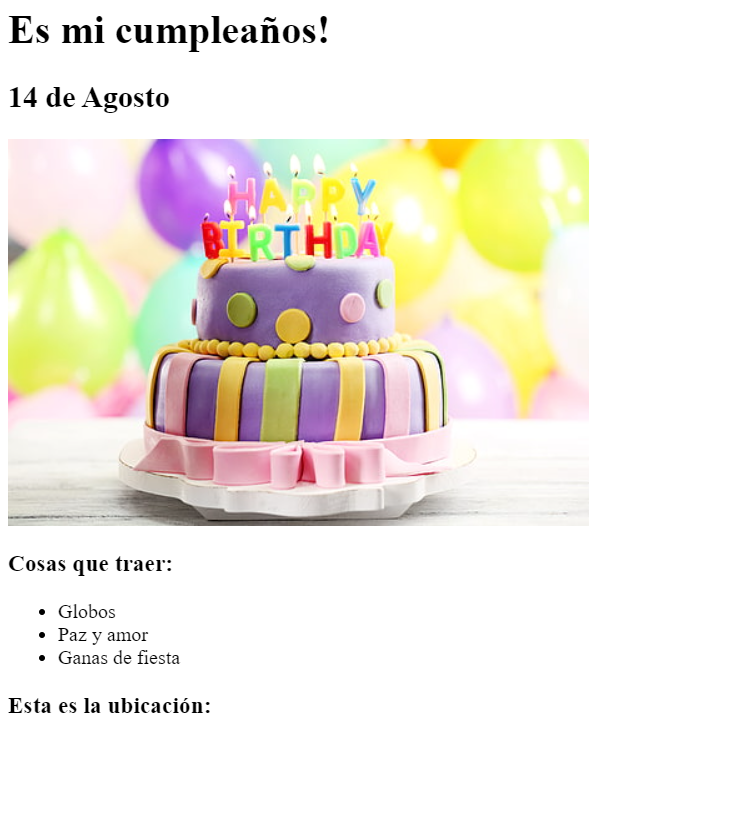 Es mi cumpleaños!
14 de Agosto
HAPPY
BIRTHDAY
Cosas que traer:
Globos
Paz y amor
Ganas de fiesta
Esta es la ubicación: